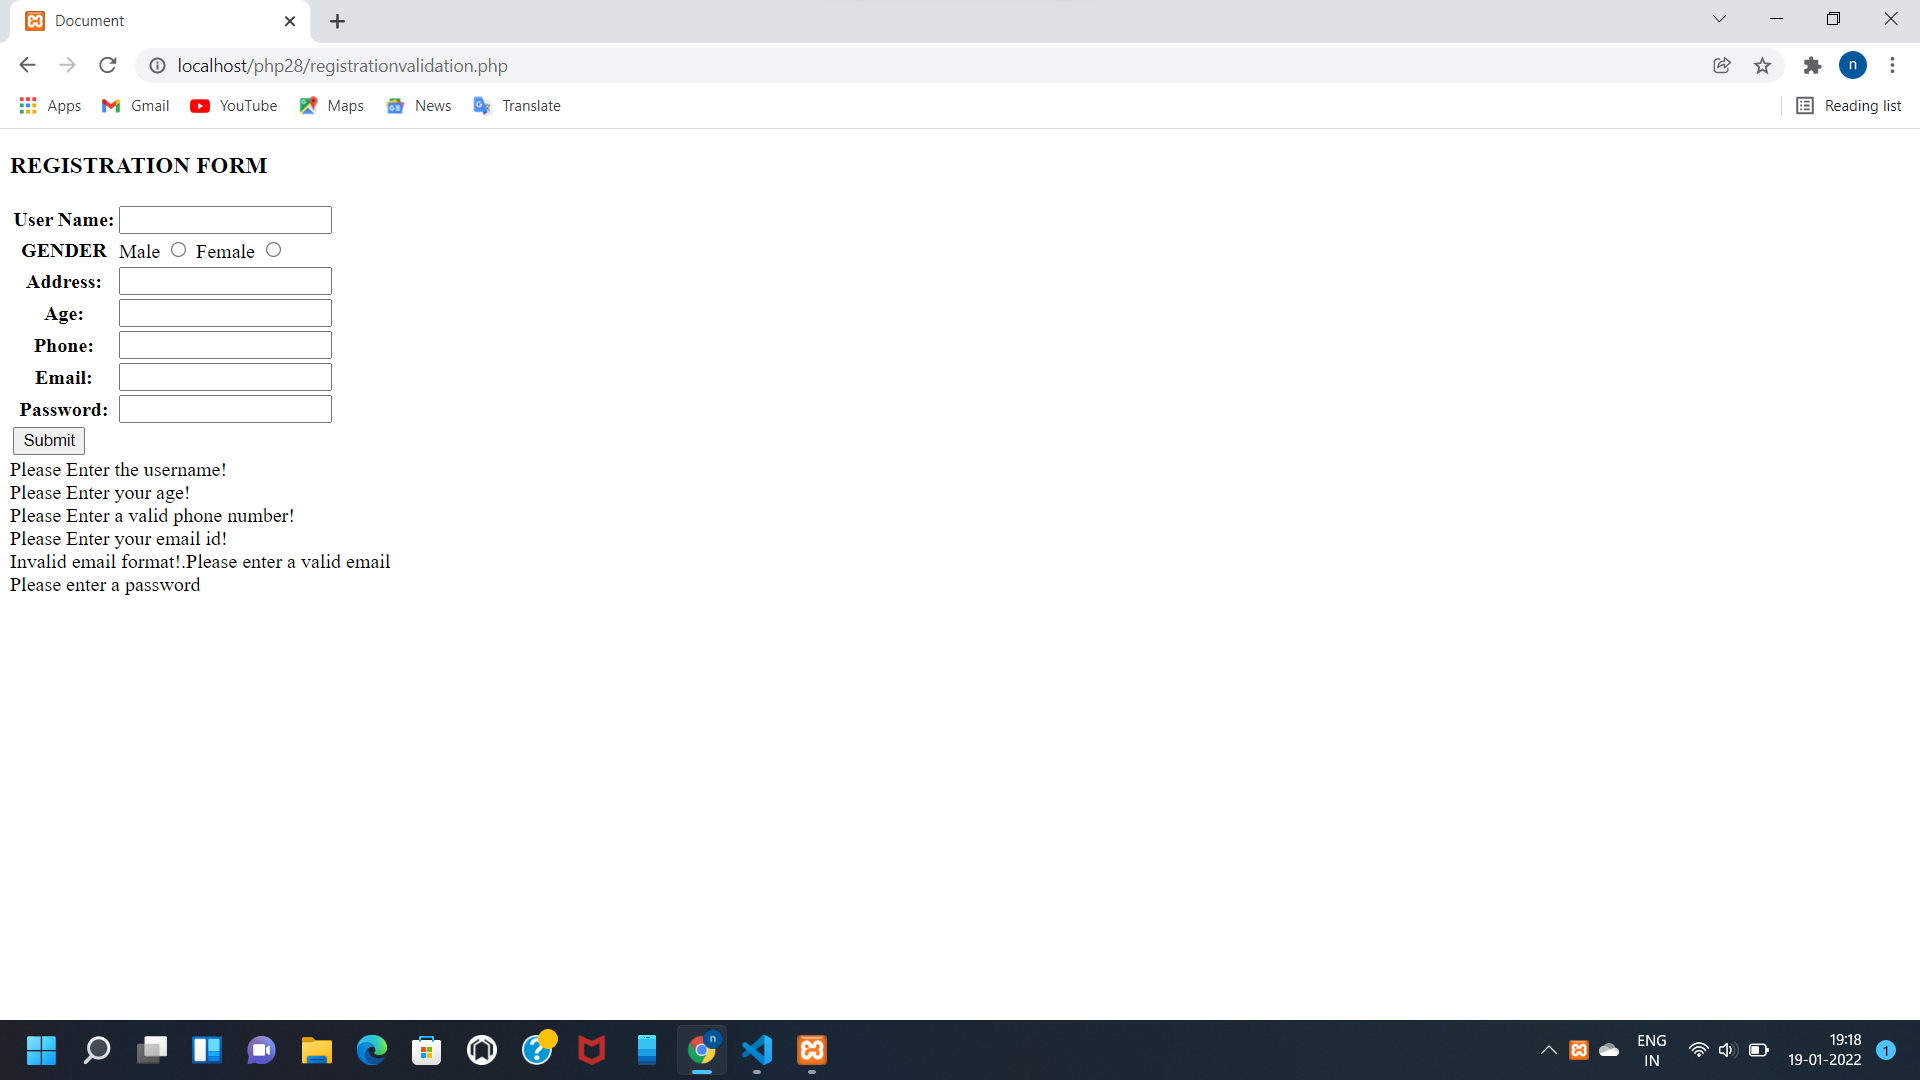 Document
localhost/php28/registrationvalidation.php
n
Apps Gmail YouTube Maps News Translate Reading list
REGISTRATION FORM
User Name:
GENDER Male Female
Address:
Age:
Phone:
Email:
Password:
Submit
Please Enter the username!
Please Enter your age!
Please Enter a valid phone number!
Please Enter your email id!
Invalid email format!.Please enter a valid email
Please enter a password
n
ENG
IN
19:18
19-01-2022
1